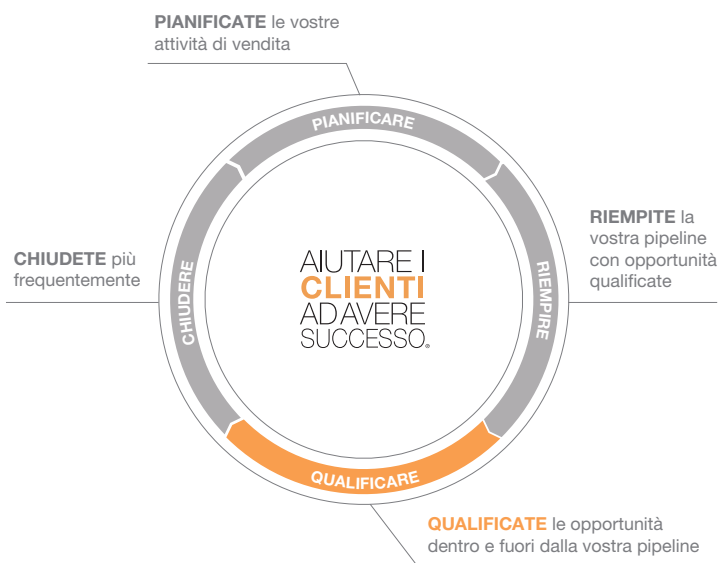 PIANIFICATE le vostre
attività di vendita
PIANIFICARE
RIEMPITE la
vostra pipeline
con opportunità
qualificate
RIEMPIRE
CHIUDETE più
frequentemente
CHIUDERE
AIUTARE I
CLIENTI
AD AVERE
SUCCESSO®
QUALIFICARE
QUALIFICATE le opportunità
dentro e fuori dalla vostra pipeline